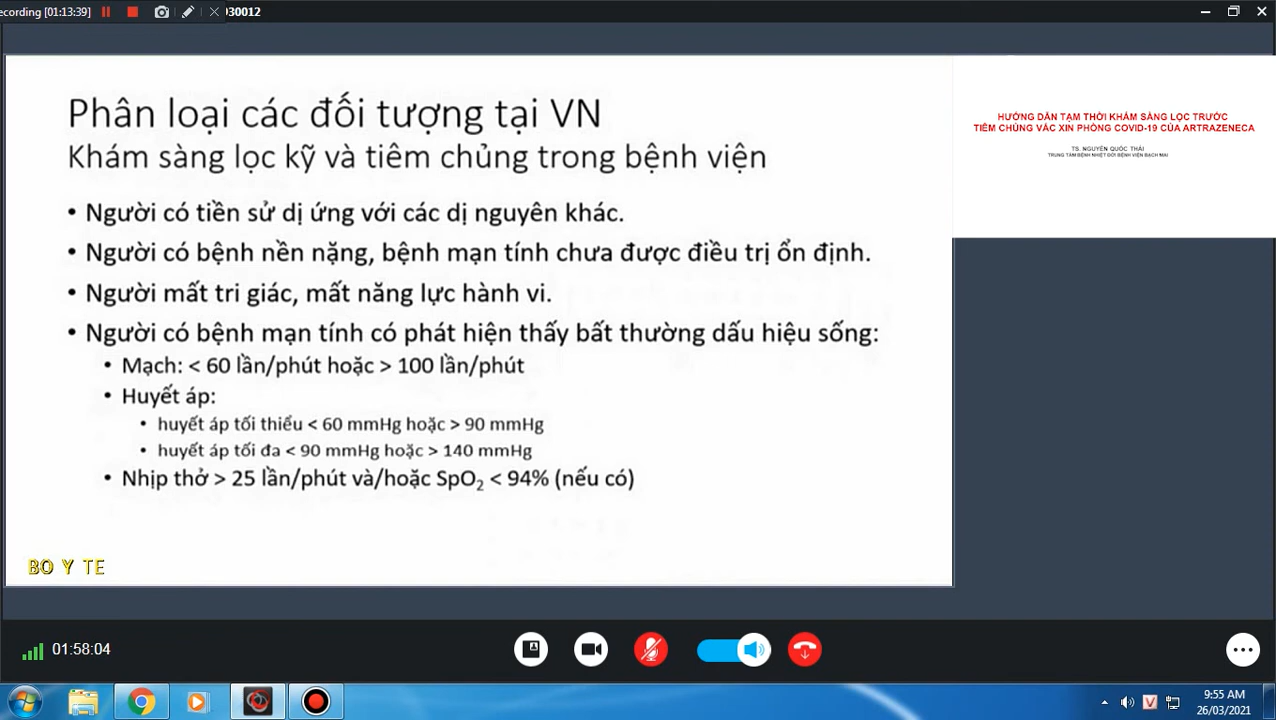 ecording [01:13:39]
930012
Phân loại các đối tượng tại VN
Khám sàng lọc kỹ và tiêm chủng trong bệnh viện
• Người có tiền sử dị ứng với các dị nguyên khác.
• Người có bệnh nền nặng, bệnh mạn tính chưa được điều trị ổn định.
• Người mất tri giác, mất năng lực hành vi.
• Người có bệnh mạn tính có phát hiện thấy bất thường dấu hiệu sống:
• Mạch: < 60 lần/phút hoặc > 100 lần/phút
• Huyết áp:
• huyết áp tối thiểu < 60 mmHg hoặc > 90 mmHg
• huyết áp tối đa < 90 mmHg hoặc > 140 mmHg
• Nhịp thở > 25 lần/phút và/hoặc SpO₂ < 94% (nếu có)
BO Y TE
HƯỚNG DẪN TẠM THỜI KHÁM SÀNG LỌC TRƯỚC
TIÊM CHỦNG VẮC XIN PHÒNG COVID-19 CỦA ARTRAZENECA
TS. NGUYỄN QUỐC THÁI
TRUNG TÂM BỆNH NHIỆT ĐỚI BỆNH VIỆN BẠCH MAI
01:58:04
V
9:55 AM
26/03/2021